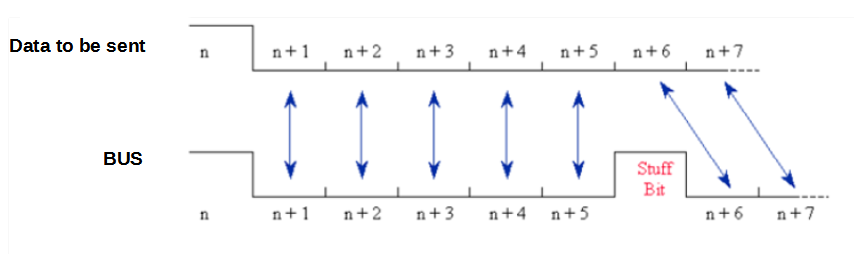 Data to be sent
n n + 1 n + 2 n + 3 n + 4 n + 5 n + 6 n + 7
BUS
Stuff
Bit
n n + 1 n + 2 n + 3 n + 4 n + 5 n + 6 n + 7